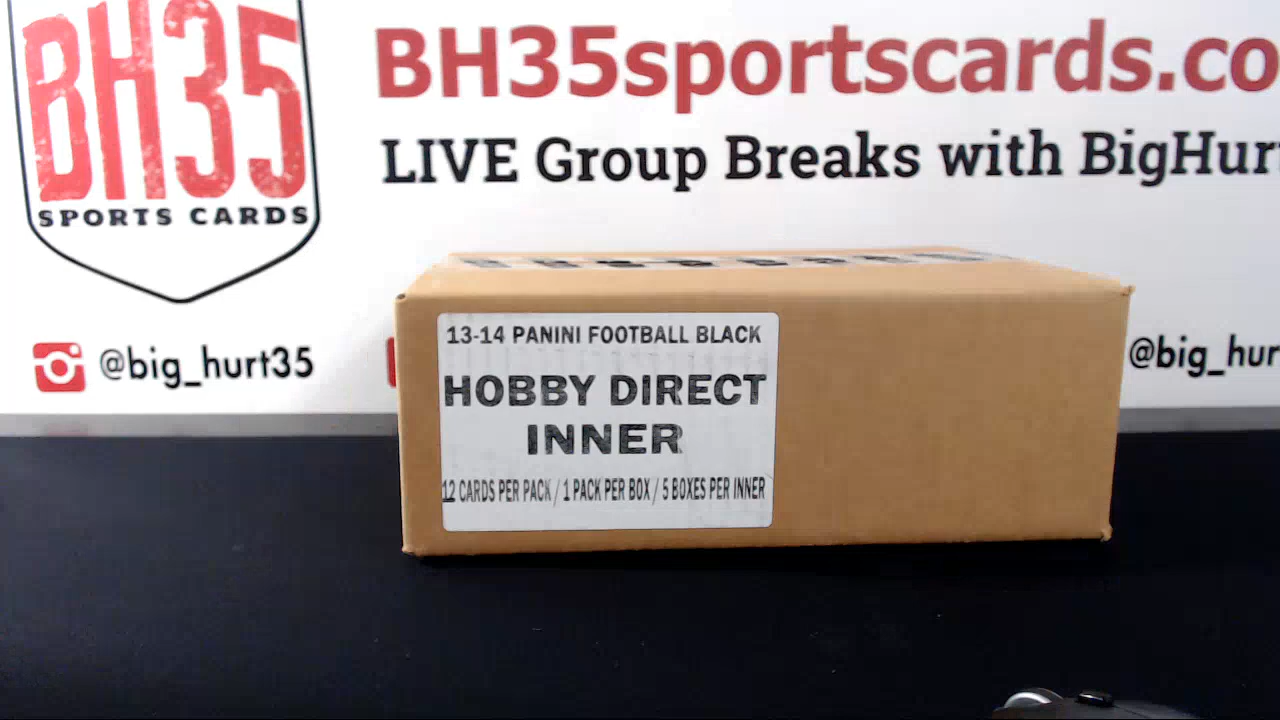 BH35
SPORTS CARDS
BH35sportscards.co
LIVE Group Breaks with BigHurt
@big_hurt35
@big_hur
13-14 PANINI FOOTBALL BLACK
HOBBY DIRECT
INNER
12 CARDS PER PACK / 1 PACK PER BOX / 5 BOXES PER INNER